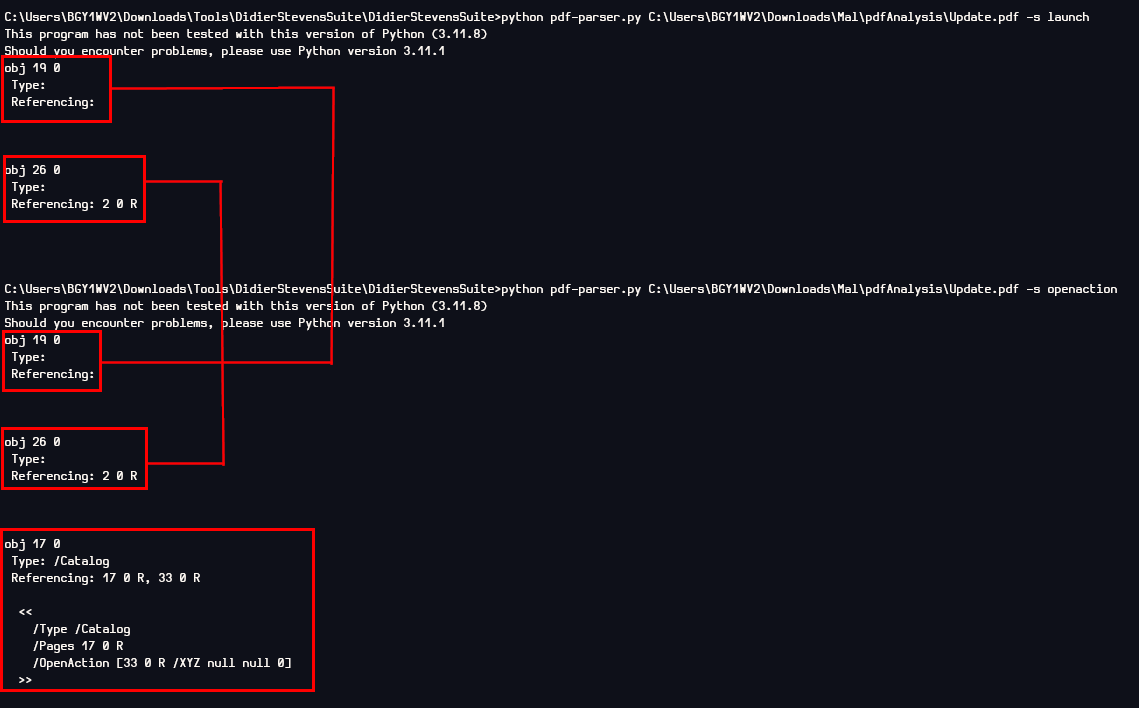 C:\Users\BGY1WV2\Downloads\Tools\DidierStevensSuite\DidierStevensSuite>python pdf-parser.py C:\Users\BGY1WV2\Downloads\Mal\pdfAnalysis\Update.pdf -s launch
This program has not been tested with this version of Python (3.11.8)
Should you encounter problems, please use Python version 3.11.1
obj 19 0
Type:
Referencing:
obj 26 0
Type:
Referencing: 2 0 R
C:\Users\BGY1WV2\Downloads\Tools\DidierStevensSuite\DidierStevensSuite>python pdf-parser.py C:\Users\BGY1WV2\Downloads\Mal\pdfAnalysis\Update.pdf -s openaction
This program has not been tested with this version of Python (3.11.8)
Should you encounter problems, please use Python version 3.11.1
obj 19 0
Type:
Referencing:
obj 26 0
Type:
Referencing: 2 0 R
obj 17 0
Type: /Catalog
Referencing: 17 0 R, 33 0 R
<<
/Type /Catalog
/Pages 17 0 R
/OpenAction [33 0 R /XYZ null null 0]
>>